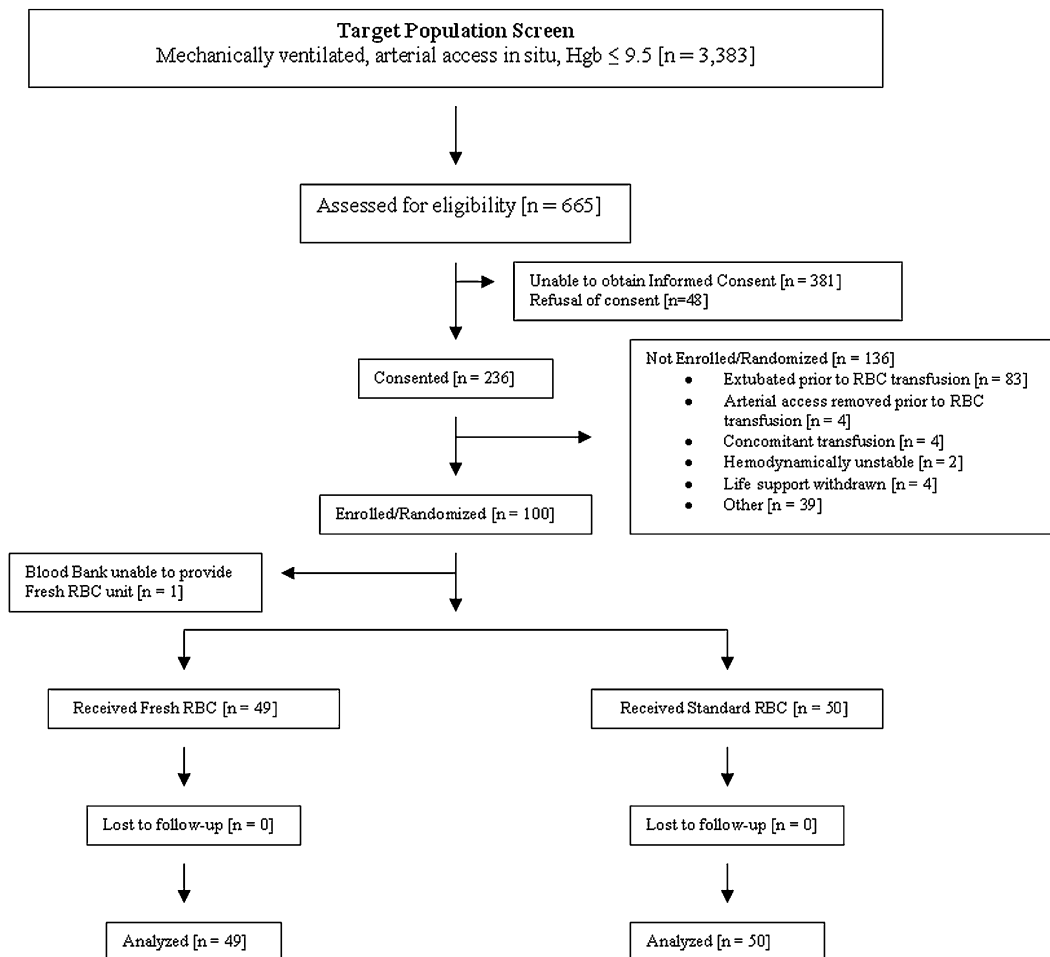 Target Population Screen
Mechanically ventilated, arterial access in situ, Hgb ≤ 9.5 [n = 3,383]
Assessed for eligibility [n = 665]
Unable to obtain Informed Consent [n = 381]
Refusal of consent [n=48]
Consented [n = 236]
Not Enrolled/Randomized [n = 136]
● Extubated prior to RBC transfusion [n = 83]
● Arterial access removed prior to RBC
transfusion [n = 4]
● Concomitant transfusion [n = 4]
● Hemodynamically unstable [n = 2]
● Life support withdrawn [n = 4]
● Other [n = 39]
Enrolled/Randomized [n = 100]
Blood Bank unable to provide
Fresh RBC unit [n = 1]
Received Fresh RBC [n = 49]
Received Standard RBC [n = 50]
Lost to follow-up [n = 0]
Lost to follow-up [n = 0]
Analyzed [n = 49]
Analyzed [n = 50]